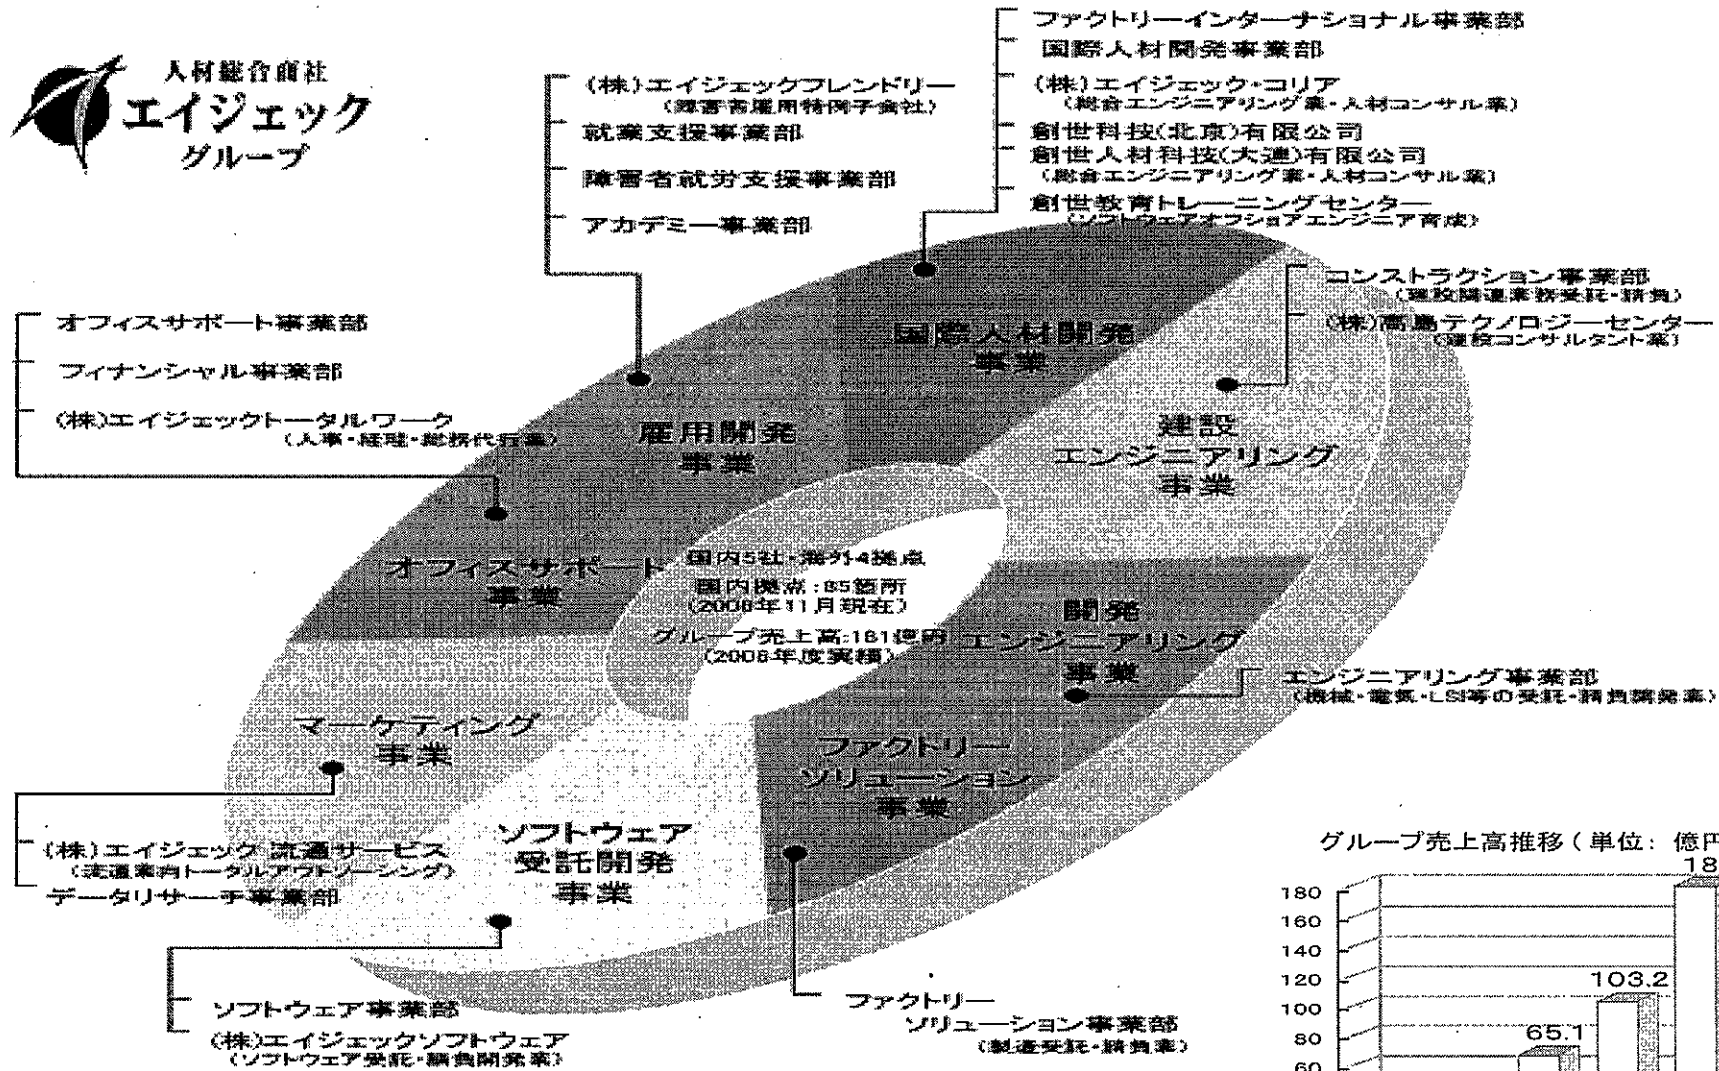 人材総合商社
エイジェック
グループ
(株)エイジェックフレンドリー
(障害者雇用特例子会社)
就業支援事業部
障害者就労支援事業部
アカデミー事業部
ファクトリーインターナショナル事業部
国際人材開発事業部
(株)エイジェック・コリア
(総合エンジニアリング業・人材コンサル業)
創世科技(北京)有限公司
創世人材科技(大連)有限公司
(総合エンジニアリング業・人材コンサル業)
創世教育トレーニングセンター
(ソフトウェアオフショアエンジニア育成)
コンストラクション事業部
(建設関連業務受託・請負)
(株)高島テクノロジーセンター
(建設コンサルタント業)
オフィスサポート事業部
フィナンシャル事業部
(株)エイジェックトータルワーク
(人事・経理・総務代行業)
国際人材開発
事業
雇用開発
事業
建設
エンジニアリング
事業
オフィスサポート
事業
国内5社・海外4拠点
国内拠点:85箇所
(2008年11月現在)
グループ売上高:181億円
(2008年度実績)
開発
エンジニアリング
事業
エンジニアリング事業部
(機械・電気・LSI等の受託・請負開発業)
マーケティング
事業
ファクトリー
ソリューション
事業
ソフトウェア
受託開発
事業
(株)エイジェック 流通サービス
(流通業向トータルアウトソーシング)
データリサーチ事業部
ソフトウェア事業部
(株)エイジェックソフトウェア
(ソフトウェア受託・請負開発業)
ファクトリー
ソリューション事業部
(製造受託・請負業)
グループ売上高推移(単位:億円
18
180
160
140
120
103.2
100
80
65.1
60